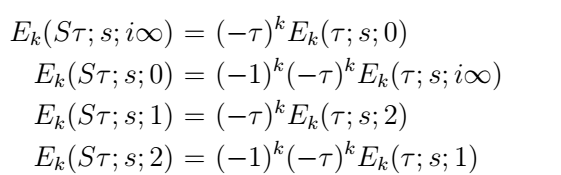 E_k(Sτ; s; i∞) = (−τ)^k E_k(τ; s; 0)
E_k(Sτ; s; 0) = (−1)^k (−τ)^k E_k(τ; s; i∞)
E_k(Sτ; s; 1) = (−τ)^k E_k(τ; s; 2)
E_k(Sτ; s; 2) = (−1)^k (−τ)^k E_k(τ; s; 1)